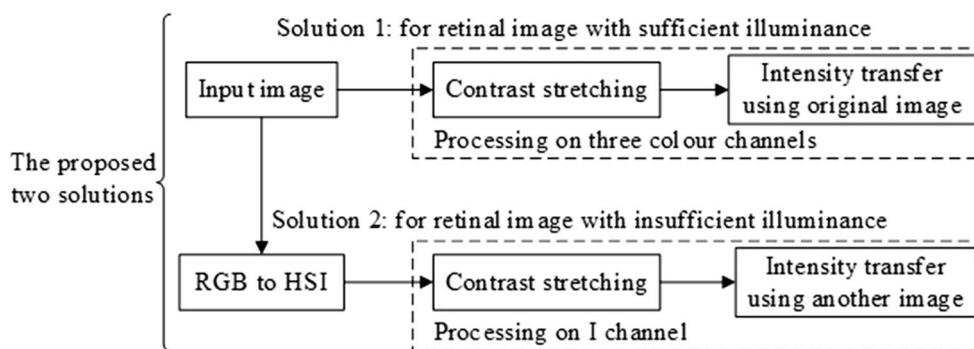 Solution 1: for retinal image with sufficient illuminance
Input image
Contrast stretching
Intensity transfer
using original image
Processing on three colour channels
The proposed
two solutions
Solution 2: for retinal image with insufficient illuminance
RGB to HSI
Contrast stretching
Intensity transfer
using another image
Processing on I channel